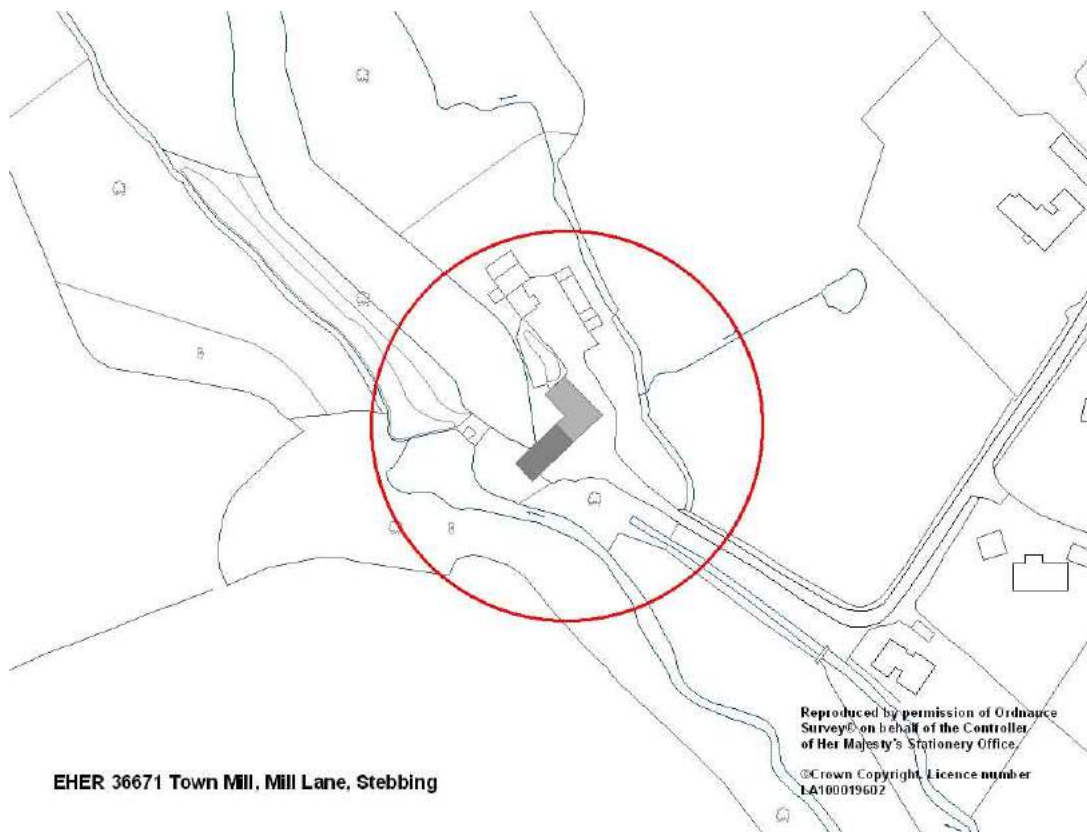 Reproduced by permission of Ordnance
Survey® on behalf of the Controller
of Her Majesty's Stationery Office.
©Crown Copyright. Licence number
LA100019602
EHER 36671 Town Mill, Mill Lane, Stebbing